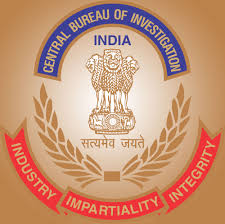 CENTRAL BUREAU OF INVESTIGATION
INDIA
सत्यमेव जयते
INDUSTRY IMPARTIALITY INTEGRITY